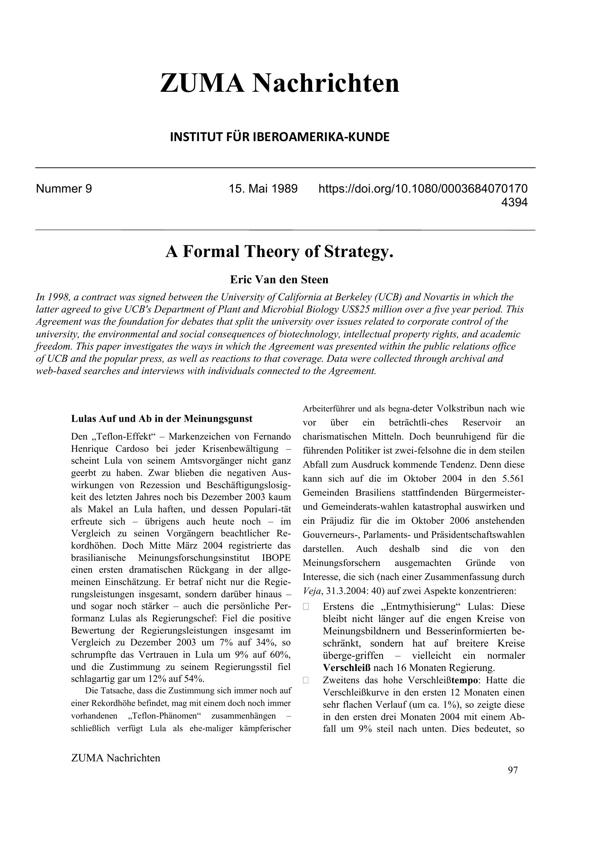 ZUMA Nachrichten
INSTITUT FÜR IBEROAMERIKA-KUNDE
Nummer 9 15. Mai 1989 https://doi.org/10.1080/0003684070170
4394
A Formal Theory of Strategy.
Eric Van den Steen
In 1998, a contract was signed between the University of California at Berkeley (UCB) and Novartis in which the
latter agreed to give UCB's Department of Plant and Microbial Biology US$25 million over a five year period. This
Agreement was the foundation for debates that split the university over issues related to corporate control of the
university, the environmental and social consequences of biotechnology, intellectual property rights, and academic
freedom. This paper investigates the ways in which the Agreement was presented within the public relations office
of UCB and the popular press, as well as reactions to that coverage. Data were collected through archival and
web-based searches and interviews with individuals connected to the Agreement.
Lulas Auf und Ab in der Meinungsgunst
Den „Teflon-Effekt“ – Markenzeichen von Fernando
Henrique Cardoso bei jeder Krisenbewältigung –
scheint Lula von seinem Amtsvorgänger nicht ganz
geerbt zu haben. Zwar blieben die negativen Aus-
wirkungen von Rezession und Beschäftigungslosig-
keit des letzten Jahres noch bis Dezember 2003 kaum
als Makel an Lula haften, und dessen Populari-tät
erfreute sich – übrigens auch heute noch – im
Vergleich zu seinen Vorgängern beachtlicher Re-
kordhöhen. Doch Mitte März 2004 registrierte das
brasilianische Meinungsforschungsinstitut IBOPE
einen ersten dramatischen Rückgang in der allge-
meinen Einschätzung. Er betraf nicht nur die Regie-
rungsleistungen insgesamt, sondern darüber hinaus –
und sogar noch stärker – auch die persönliche Per-
formanz Lulas als Regierungschef: Fiel die positive
Bewertung der Regierungsleistungen insgesamt im
Vergleich zu Dezember 2003 um 7% auf 34%, so
schrumpfte das Vertrauen in Lula um 9% auf 60%,
und die Zustimmung zu seinem Regierungsstil fiel
schlagartig gar um 12% auf 54%.
Die Tatsache, dass die Zustimmung sich immer noch auf
einer Rekordhöhe befindet, mag mit einem doch noch immer
vorhandenen „Teflon-Phänomen“ zusammenhängen –
schließlich verfügt Lula als ehe-maliger kämpferischer
Arbeiterführer und als begna-deter Volkstribun nach wie
vor über ein beträchtli-ches Reservoir an
charismatischen Mitteln. Doch beunruhigend für die
führenden Politiker ist zwei-felsohne die in dem steilen
Abfall zum Ausdruck kommende Tendenz. Denn diese
kann sich auf die im Oktober 2004 in den 5.561
Gemeinden Brasiliens stattfindenden Bürgermeister-
und Gemeinderats-wahlen katastrophal auswirken und
ein Präjudiz für die im Oktober 2006 anstehenden
Gouverneurs-, Parlaments- und Präsidentschaftswahlen
darstellen. Auch deshalb sind die von den
Meinungsforschern ausgemachten Gründe von
Interesse, die sich (nach einer Zusammenfassung durch
Veja, 31.3.2004: 40) auf zwei Aspekte konzentrieren:
Erstens die „Entmythisierung“ Lulas: Diese
bleibt nicht länger auf die engen Kreise von
Meinungsbildnern und Besserinformierten be-
schränkt, sondern hat auf breitere Kreise
überge-griffen – vielleicht ein normaler
Verschleiß nach 16 Monaten Regierung.
Zweitens das hohe Verschleißtempo: Hatte die
Verschleißkurve in den ersten 12 Monaten einen
sehr flachen Verlauf (um ca. 1%), so zeigte diese
in den ersten drei Monaten 2004 mit einem Ab-
fall um 9% steil nach unten. Dies bedeutet, so
ZUMA Nachrichten
97